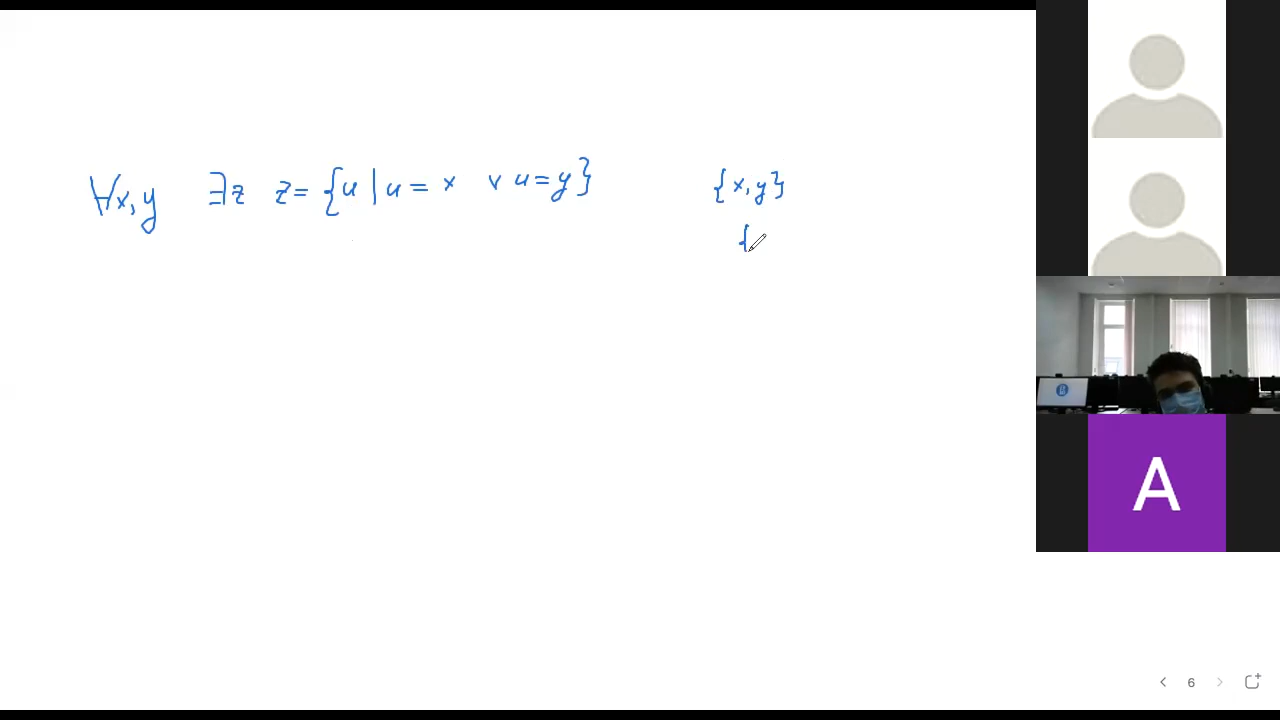 ∀x, y ∃z z = {u | u = x ∨ u = y} {x, y}
{
A
6